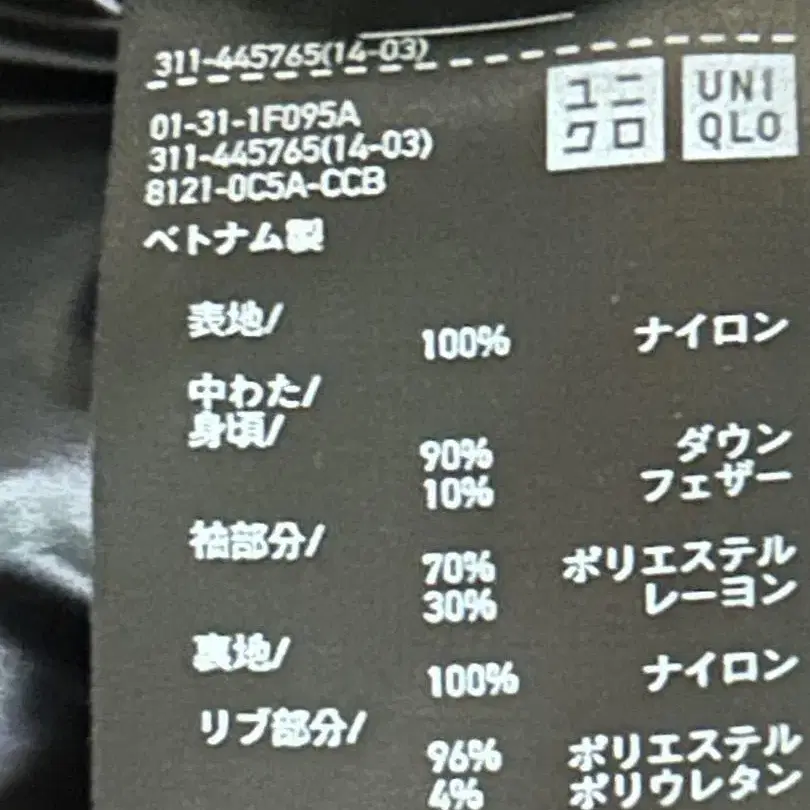 311-445765(14-03)
ユニクロ
UNIQLO
01-31-1F095A
311-445765(14-03)
8121-0C5A-CCB
ベトナム製
表地/
100% ナイロン
中わた/
身頃/
90% ダウン
10% フェザー
袖部分/
70% ポリエステル
30% レーヨン
裏地/
100% ナイロン
リブ部分/
96% ポリエステル
4% ポリウレタン